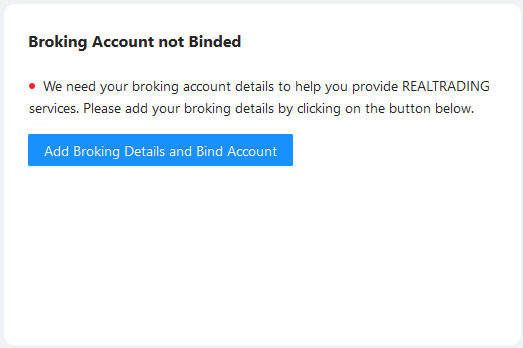 Broking Account not Binded
We need your broking account details to help you provide REALTRADING
services. Please add your broking details by clicking on the button below.
Add Broking Details and Bind Account